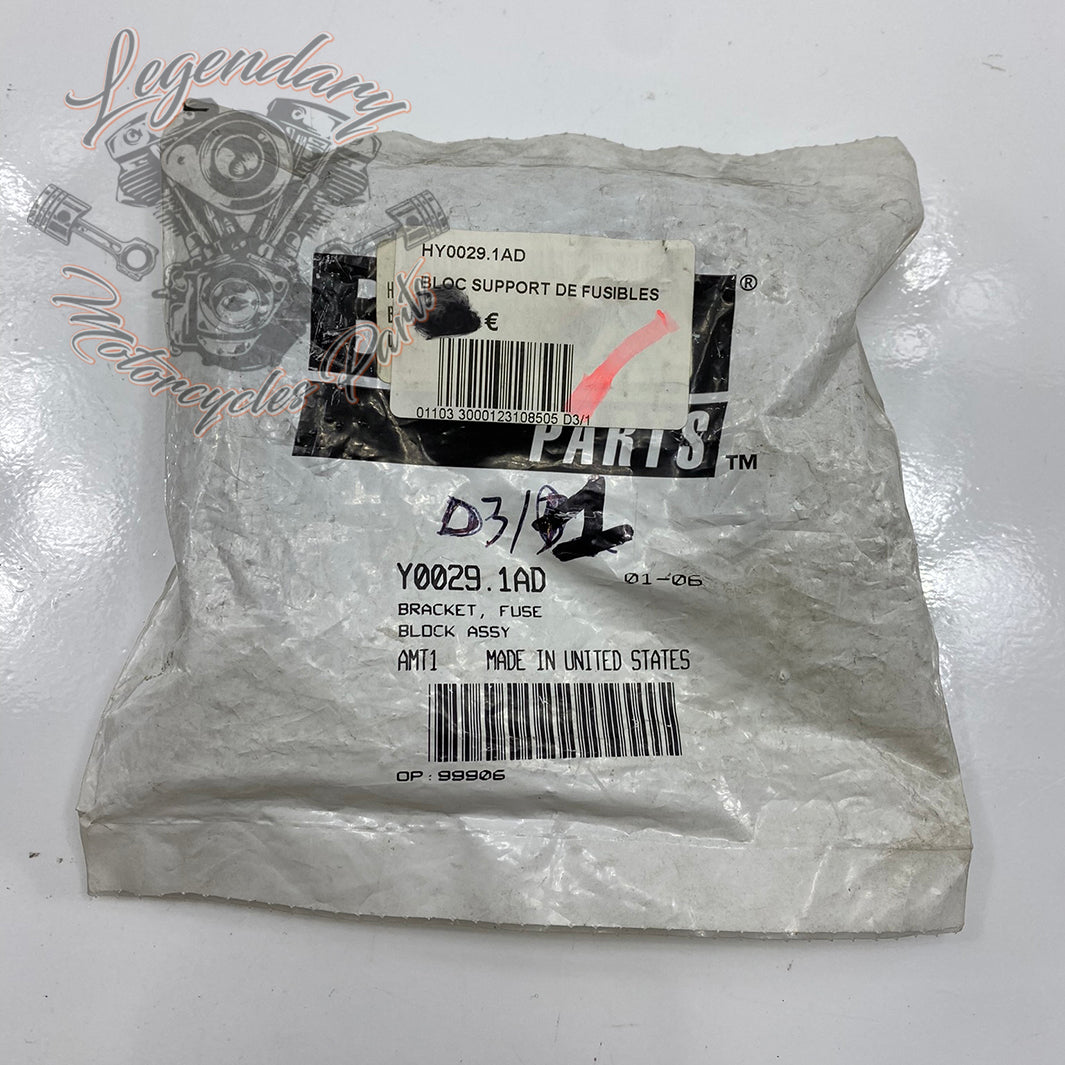 Legendary
Motorcycles Parts
HY0029.1AD
BLOC SUPPORT DE FUSIBLES
€
01103 3000123108505 D3/1
®
PARTS ™
D3/1
Y0029.1AD 01-06
BRACKET, FUSE
BLOCK ASSY
AMT1 MADE IN UNITED STATES
OP: 99906